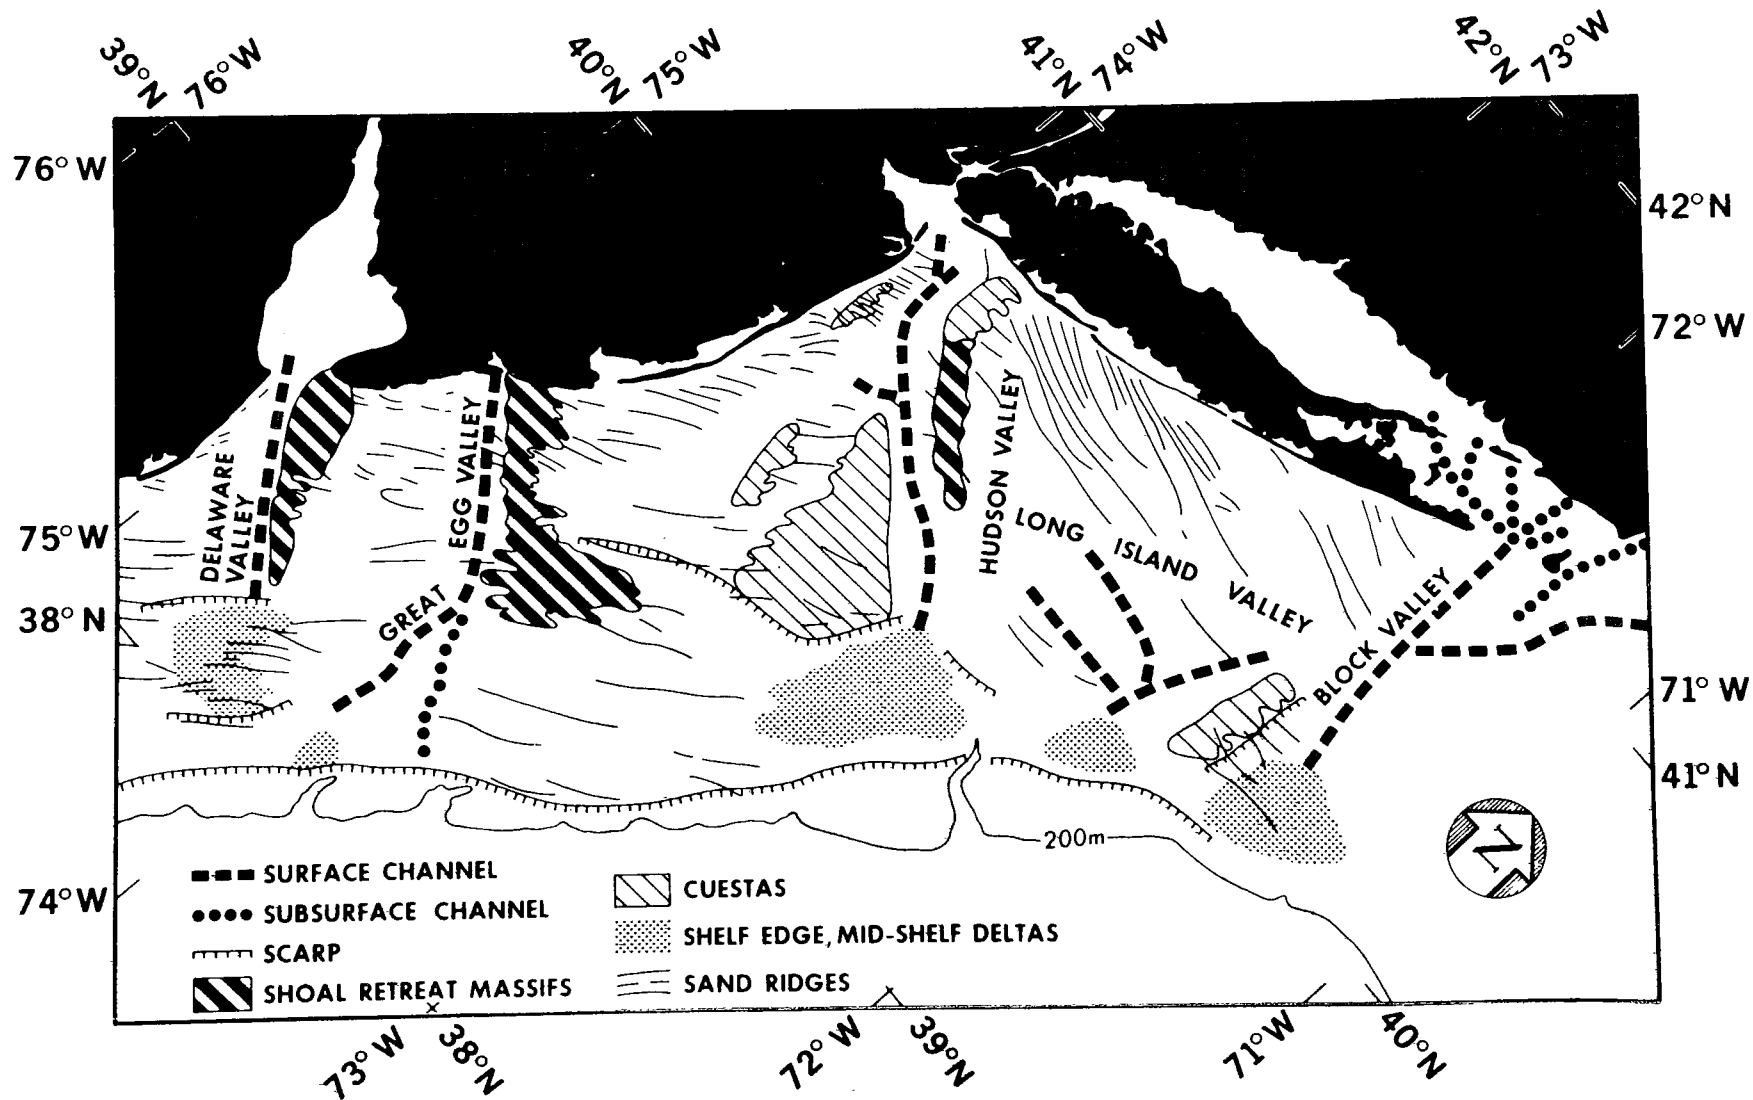 39°N 76°W 40°N 75°W 41°N 74°W 42°N 73°W
76° W
42° N
72° W
75° W
38° N
71° W
41° N
74° W
DELAWARE
VALLEY
GREAT EGG VALLEY
HUDSON VALLEY
LONG ISLAND VALLEY
BLOCK VALLEY
200m
N
SURFACE CHANNEL
SUBSURFACE CHANNEL
SCARP
SHOAL RETREAT MASSIFS
CUESTAS
SHELF EDGE, MID-SHELF DELTAS
SAND RIDGES
73° W 38°N 72° W 39°N 71°W 40°N